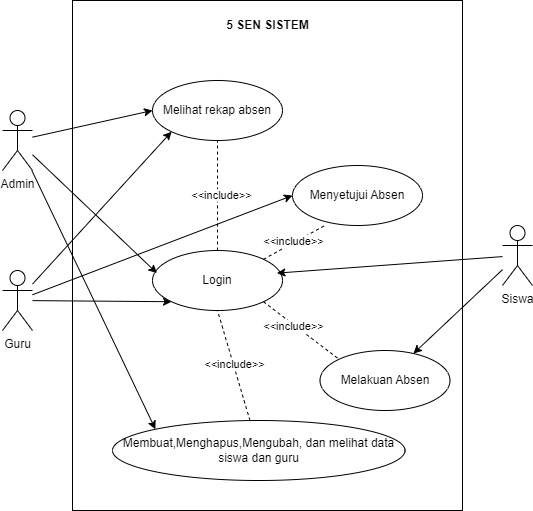 5 SEN SISTEM
Melihat rekap absen
Admin
<<include>>
Menyetujui Absen
<<include>>
Login
Siswa
Guru
<<include>>
<<include>>
Melakuan Absen
Membuat,Menghapus,Mengubah, dan melihat data
siswa dan guru